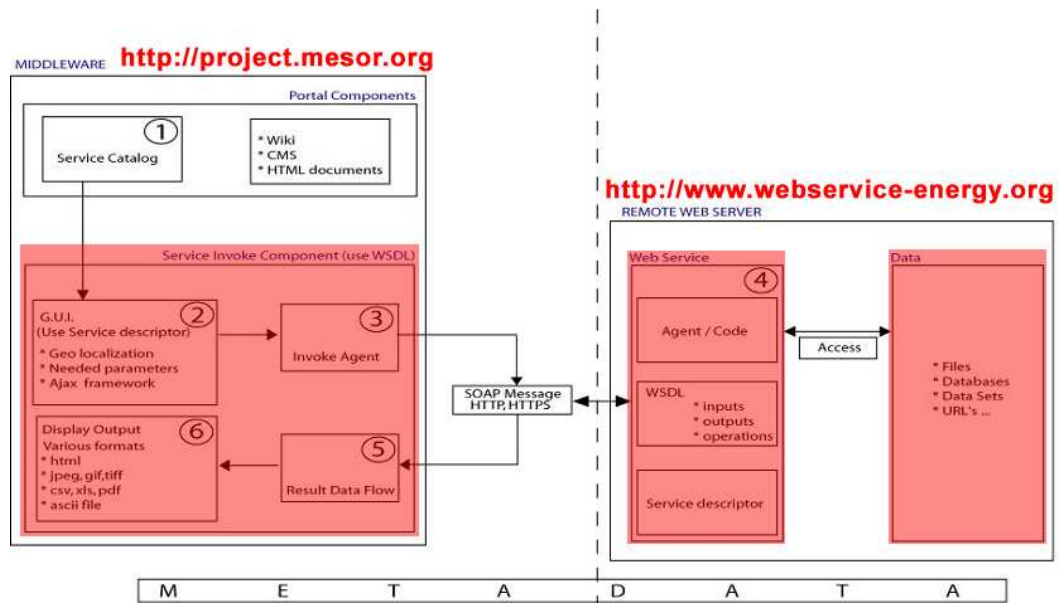 http://project.mesor.org
MIDDLEWARE
Portal Components
1
Service Catalog
* Wiki
* CMS
* HTML documents
http://www.webservice-energy.org
REMOTE WEB SERVER
Service Invoke Component (use WSDL)
G.U.I.
2
(Use Service descriptor)
* Geo localization
* Needed parameters
* Ajax framework
3
Invoke Agent
SOAP Message
HTTP, HTTPS
Display Output
6
Various formats
* html
* jpeg, gif,tiff
* csv, xls, pdf
* ascii file
5
Result Data Flow
Web Service
4
Agent / Code
WSDL
* inputs
* outputs
* operations
Service descriptor
Access
Data
* Files
* Databases
* Data Sets
* URL's ...
M E T A D A T A